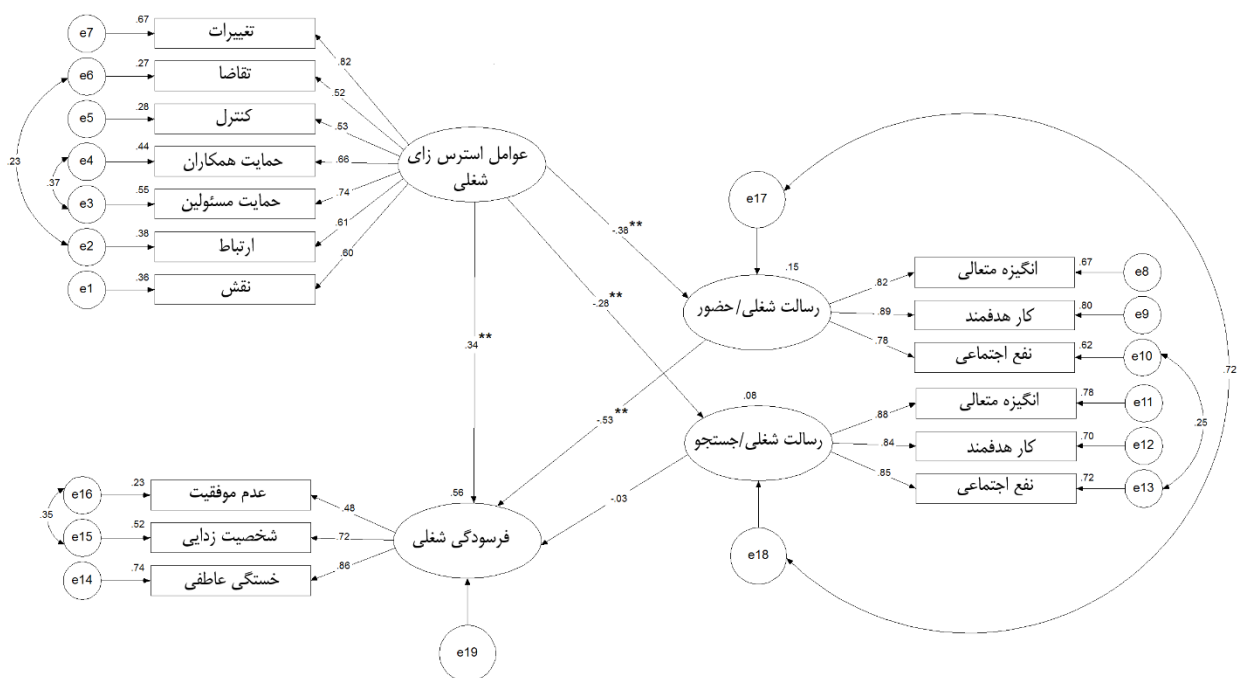 e7
.67
تغییرات
.82
e6
.27
تقاضا
.52
e5
.28
کنترل
.53
e4
.44
حمایت همکاران
.66
e3
.55
حمایت مسئولین
.74
e2
.38
ارتباط
.61
e1
.36
نقش
.60
.23
.37
عوامل استرس زای
شغلی
-.38**
-.28**
.34**
e17
.15
رسالت شغلی/حضور
.82
انگیزه متعالی
.67
e8
.89
کار هدفمند
.80
e9
.78
نفع اجتماعی
.62
e10
-.53**
.08
رسالت شغلی/جستجو
.88
انگیزه متعالی
.78
e11
.84
کار هدفمند
.70
e12
.85
نفع اجتماعی
.72
e13
.25
.72
-.03
e18
e16
.23
عدم موفقیت
.48
e15
.52
شخصیت زدایی
.72
e14
.74
خستگی عاطفی
.86
.35
.56
فرسودگی شغلی
e19